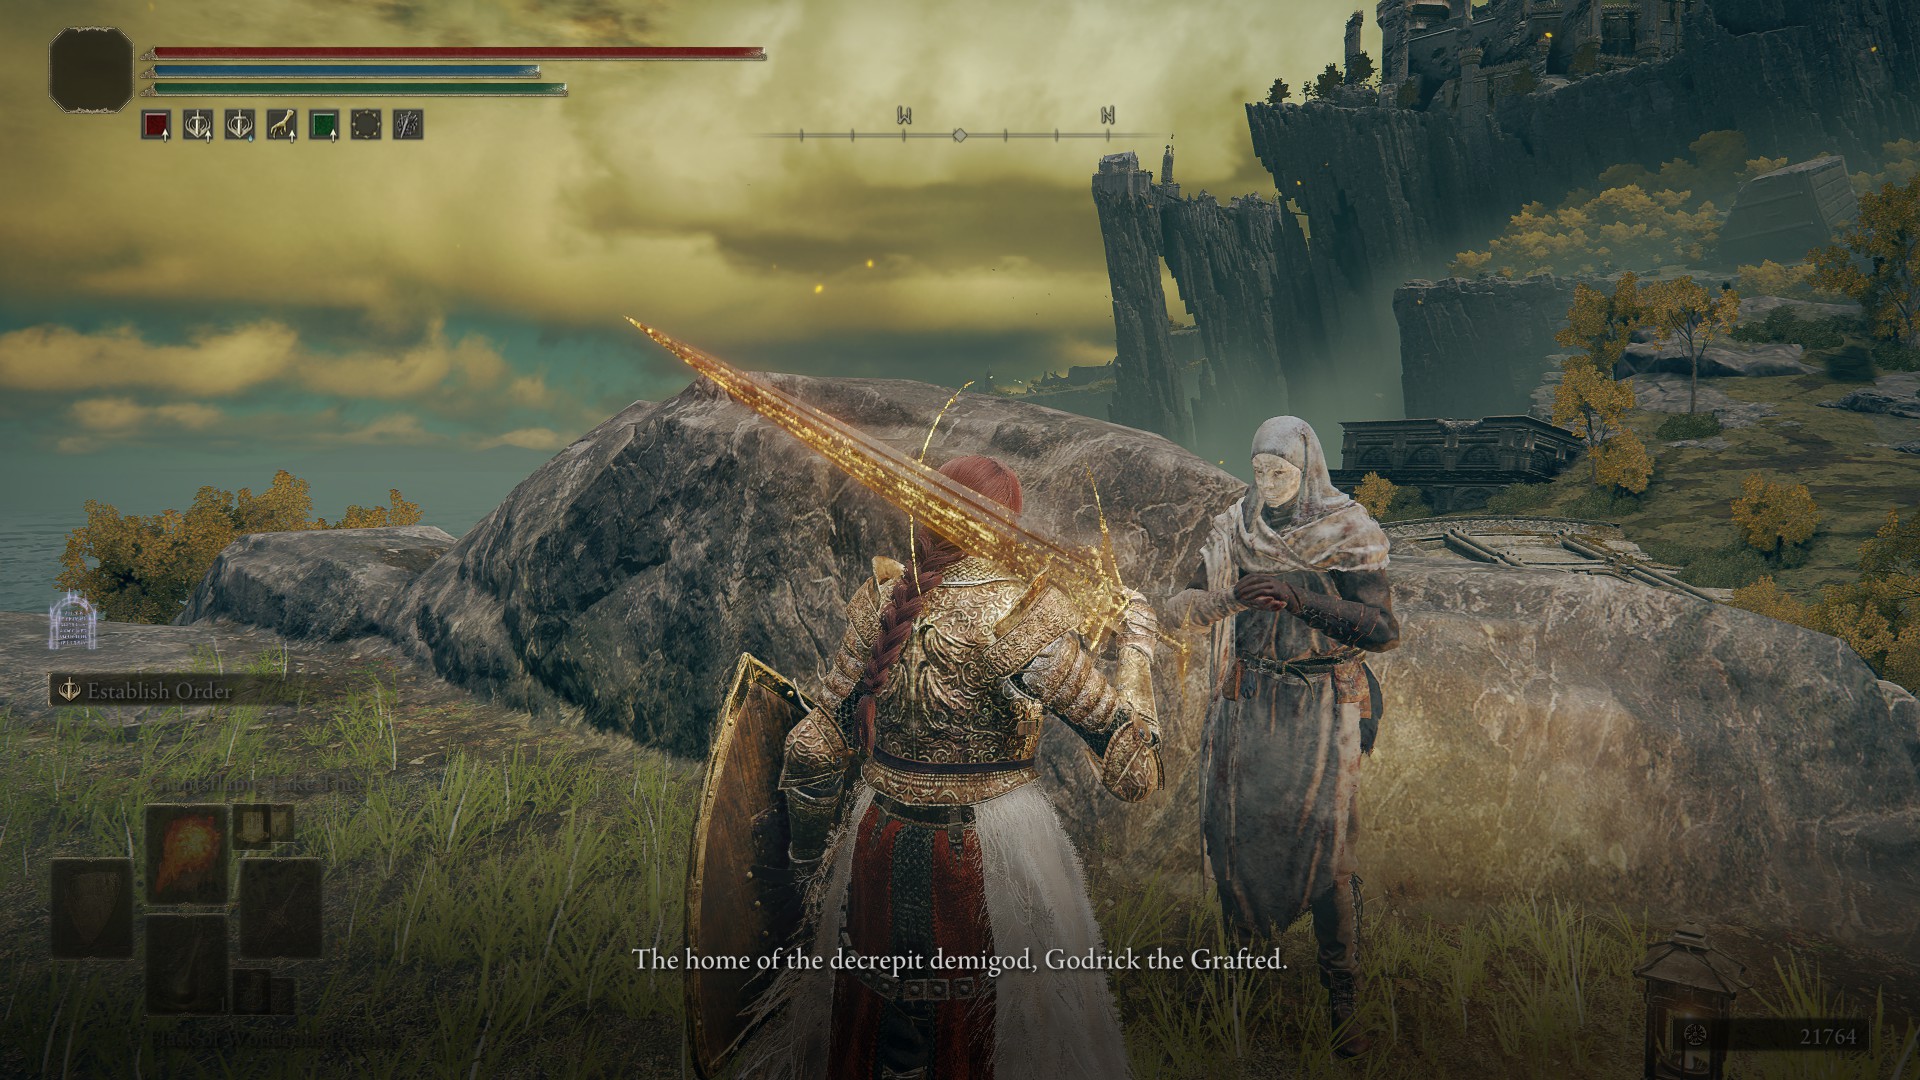 W N
Establish Order
The home of the decrepit demigod, Godrick the Grafted.
21764